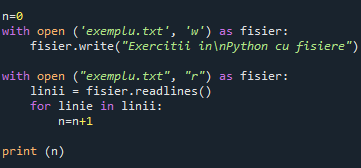 n=0
with open ('exemplu.txt', 'w') as fisier:
    fisier.write("Exercitii in\nPython cu fisiere")

with open ("exemplu.txt", "r") as fisier:
    linii = fisier.readlines()
    for linie in linii:
        n=n+1

print (n)